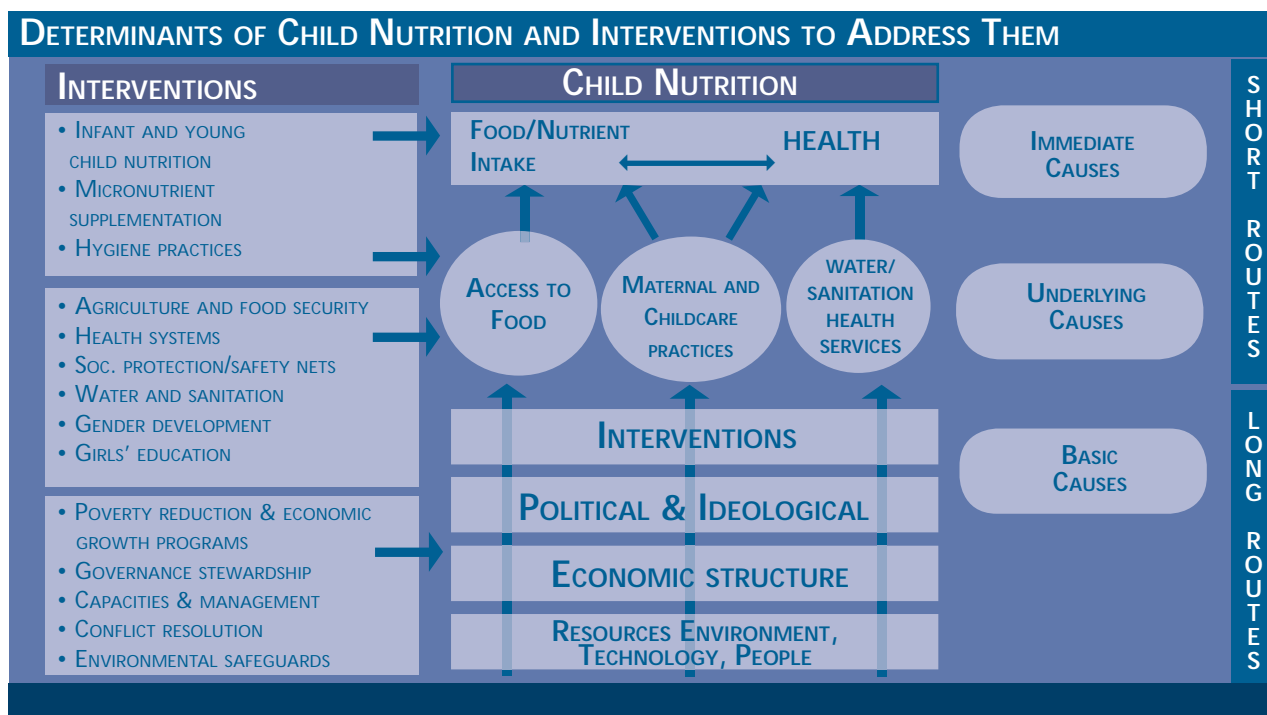 Determinants of Child Nutrition and Interventions to Address Them
Interventions
• Infant and young
child nutrition
• Micronutrient
supplementation
• Hygiene practices
• Agriculture and food security
• Health systems
• Soc. protection/safety nets
• Water and sanitation
• Gender development
• Girls' education
• Poverty reduction & economic
growth programs
• Governance stewardship
• Capacities & management
• Conflict resolution
• Environmental safeguards
Child Nutrition
Food/Nutrient
Intake
HEALTH
Access to
Food
Maternal and
Childcare
practices
WATER/
SANITATION
HEALTH
SERVICES
Interventions
Political & Ideological
Economic structure
Resources Environment,
Technology, People
Immediate
Causes
Underlying
Causes
Basic
Causes
SHORT ROUTES
LONG ROUTES